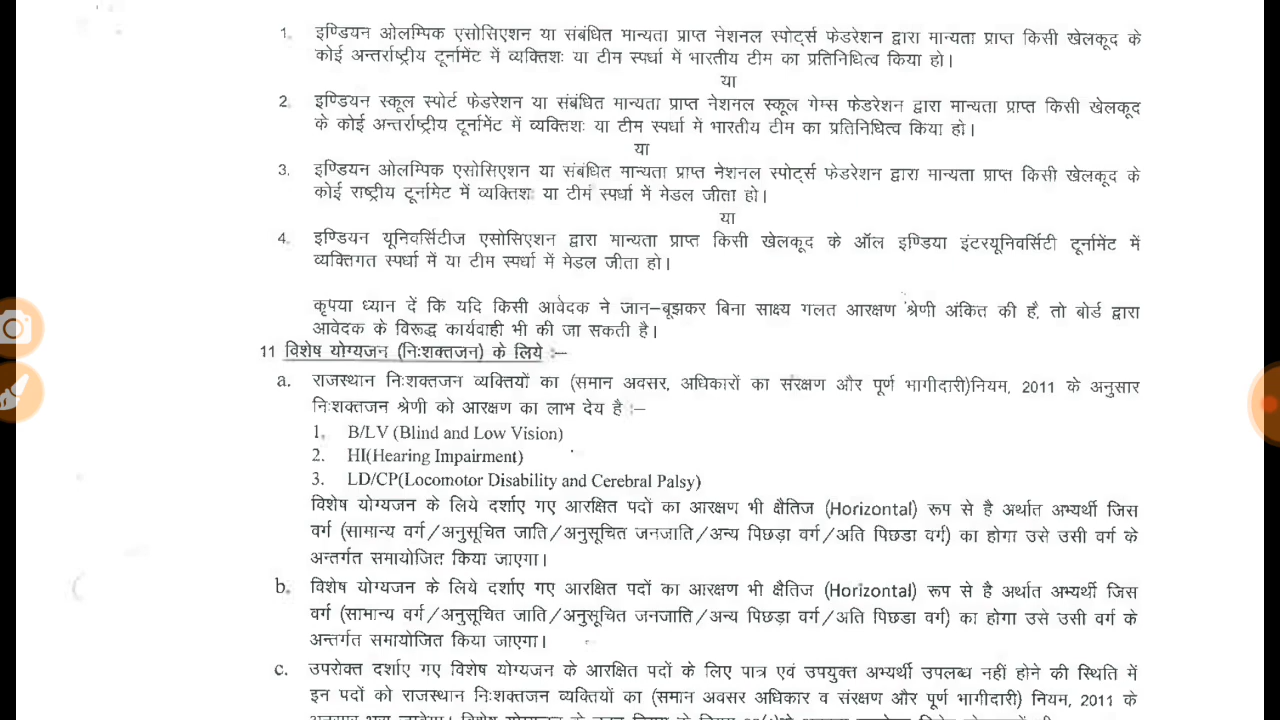 1. इण्डियन ओलम्पिक एसोसिएशन या संबंधित मान्यता प्राप्त नेशनल स्पोर्ट्स फेडरेशन द्वारा मान्यता प्राप्त किसी खेलकूद के
कोई अन्तर्राष्ट्रीय टूर्नामेंट में व्यक्तिशः या टीम स्पर्धा में भारतीय टीम का प्रतिनिधित्व किया हो।
या
2. इण्डियन स्कूल स्पोर्ट फेडरेशन या संबंधित मान्यता प्राप्त नेशनल स्कूल गेम्स फेडरेशन द्वारा मान्यता प्राप्त किसी खेलकूद
के कोई अन्तर्राष्ट्रीय टूर्नामेंट में व्यक्तिशः या टीम स्पर्धा में भारतीय टीम का प्रतिनिधित्व किया हो।
या
3. इण्डियन ओलम्पिक एसोसिएशन या संबंधित मान्यता प्राप्त नेशनल स्पोर्ट्स फेडरेशन द्वारा मान्यता प्राप्त किसी खेलकूद के
कोई राष्ट्रीय टूर्नामेट में व्यक्तिशः या टीम स्पर्धा में मेडल जीता हो।
या
4. इण्डियन यूनिवर्सिटीज एसोसिएशन द्वारा मान्यता प्राप्त किसी खेलकूद के ऑल इण्डिया इंटरयूनिवर्सिटी टूर्नामेंट में
व्यक्तिगत स्पर्धा में या टीम स्पर्धा में मेडल जीता हो।
कृपया ध्यान दें कि यदि किसी आवेदक ने जान–बूझकर बिना साक्ष्य गलत आरक्षण श्रेणी अंकित की है, तो बोर्ड द्वारा
आवेदक के विरूद्ध कार्यवाही भी की जा सकती है।
11 विशेष योग्यजन (निःशक्तजन) के लिये :–
a. राजस्थान निःशक्तजन व्यक्तियों का (समान अवसर, अधिकारों का संरक्षण और पूर्ण भागीदारी)नियम, 2011 के अनुसार
निःशक्तजन श्रेणी को आरक्षण का लाभ देय है :–
1. B/LV (Blind and Low Vision)
2. HI(Hearing Impairment)
3. LD/CP(Locomotor Disability and Cerebral Palsy)
विशेष योग्यजन के लिये दर्शाए गए आरक्षित पदों का आरक्षण भी क्षैतिज (Horizontal) रूप से है अर्थात अभ्यर्थी जिस
वर्ग (सामान्य वर्ग/अनुसूचित जाति/अनुसूचित जनजाति/अन्य पिछड़ा वर्ग/अति पिछडा वर्ग) का होगा उसे उसी वर्ग के
अन्तर्गत समायोजित किया जाएगा।
b. विशेष योग्यजन के लिये दर्शाए गए आरक्षित पदों का आरक्षण भी क्षैतिज (Horizontal) रूप से है अर्थात अभ्यर्थी जिस
वर्ग (सामान्य वर्ग/अनुसूचित जाति/अनुसूचित जनजाति/अन्य पिछड़ा वर्ग/अति पिछडा वर्ग) का होगा उसे उसी वर्ग के
अन्तर्गत समायोजित किया जाएगा।
c. उपरोक्त दर्शाए गए विशेष योग्यजन के आरक्षित पदों के लिए पात्र एवं उपयुक्त अभ्यर्थी उपलब्ध नहीं होने की स्थिति में
इन पदों को राजस्थान निःशक्तजन व्यक्तियों का (समान अवसर अधिकार व संरक्षण और पूर्ण भागीदारी) नियम, 2011 के